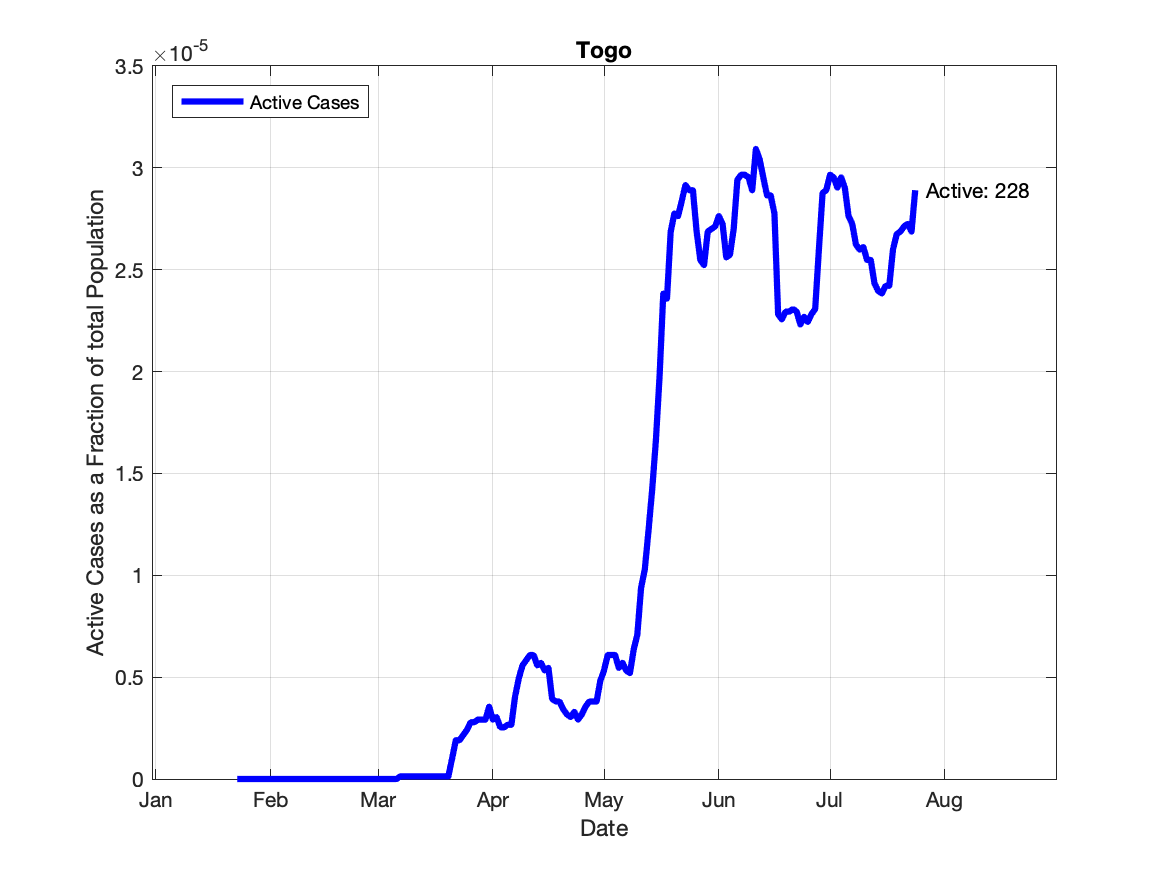 Togo
×10-5
3.5
3
2.5
2
1.5
1
0.5
0
Active Cases
Active: 228
Active Cases as a Fraction of total Population
Jan Feb Mar Apr May Jun Jul Aug
Date